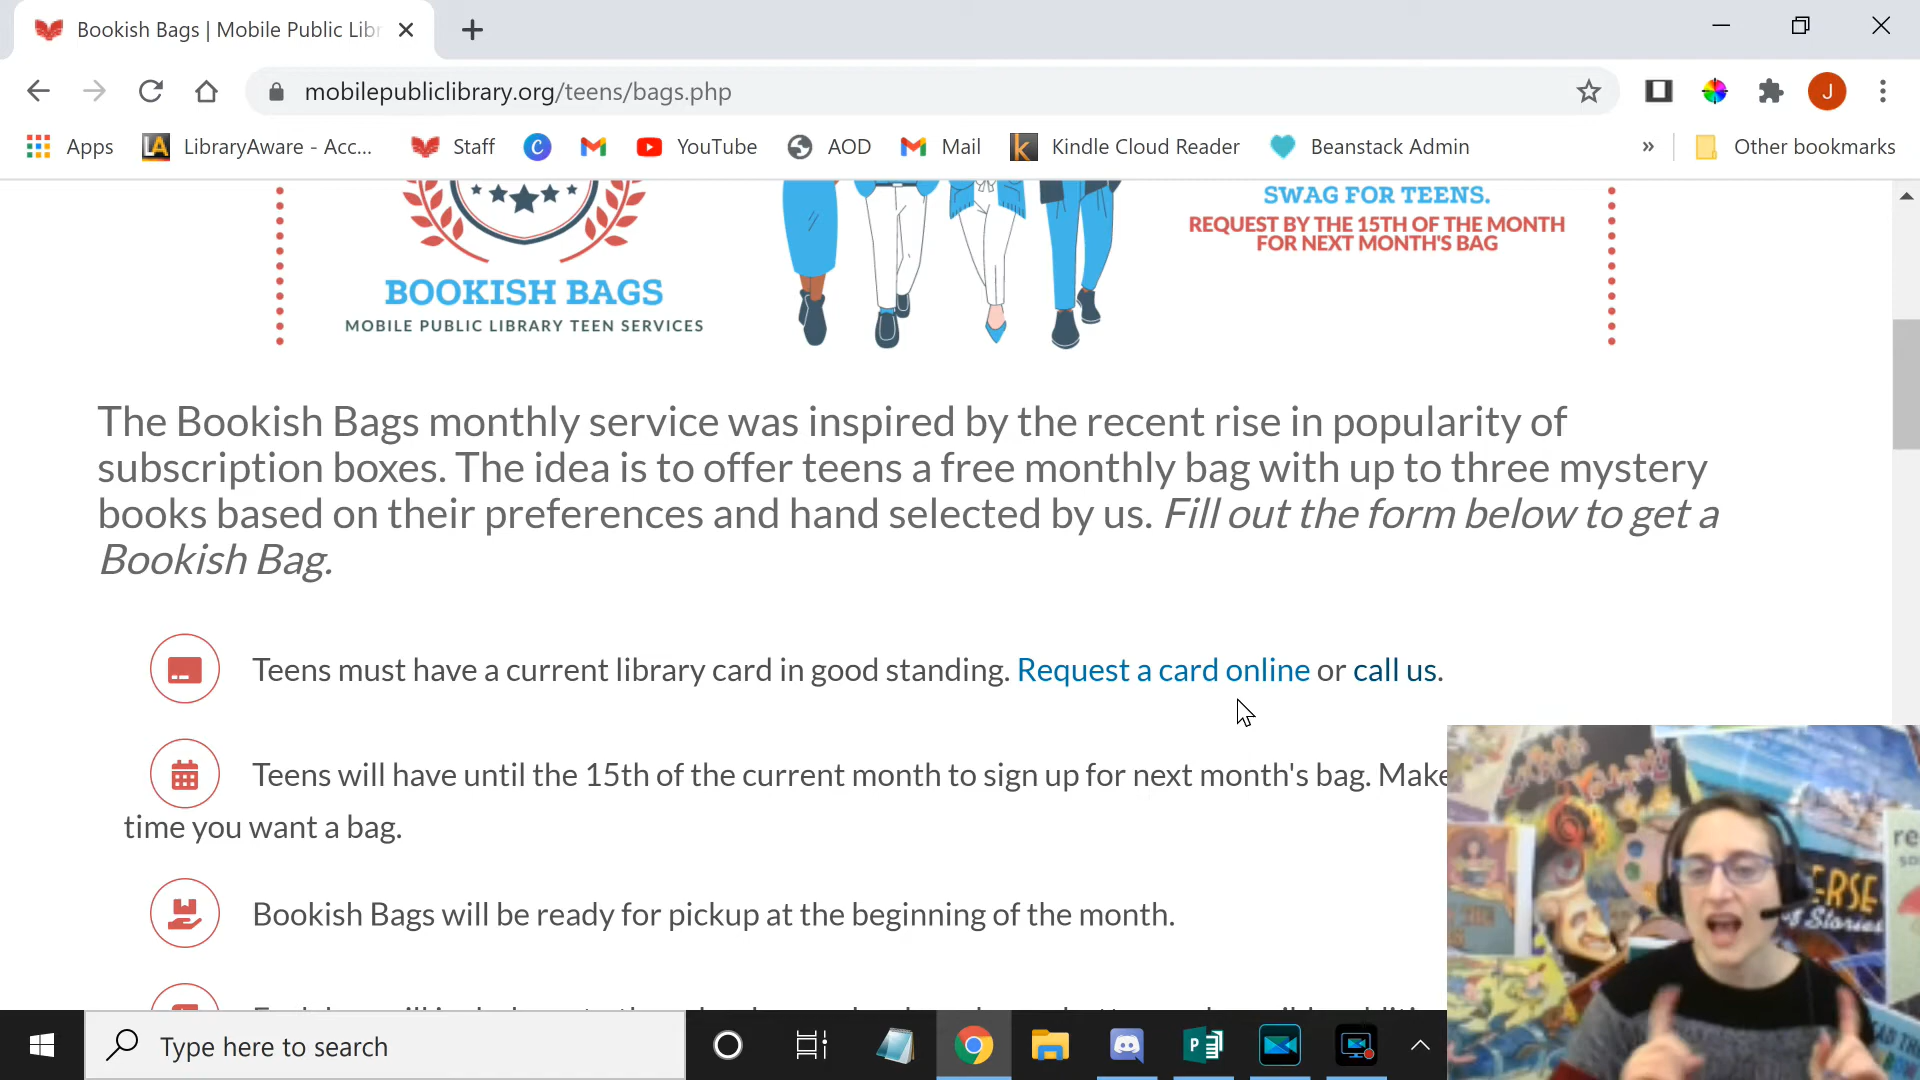 Bookish Bags | Mobile Public Lib
mobilepubliclibrary.org/teens/bags.php
J
Apps LA LibraryAware - Acc... Staff C YouTube AOD Mail k Kindle Cloud Reader Beanstack Admin » Other bookmarks
SWAG FOR TEENS.
REQUEST BY THE 15TH OF THE MONTH
FOR NEXT MONTH'S BAG
BOOKISH BAGS
MOBILE PUBLIC LIBRARY TEEN SERVICES
The Bookish Bags monthly service was inspired by the recent rise in popularity of
subscription boxes. The idea is to offer teens a free monthly bag with up to three mystery
books based on their preferences and hand selected by us. Fill out the form below to get a
Bookish Bag.
Teens must have a current library card in good standing. Request a card online or call us.
Teens will have until the 15th of the current month to sign up for next month's bag. Make
time you want a bag.
Bookish Bags will be ready for pickup at the beginning of the month.
ERSE
of Stories
Type here to search
P